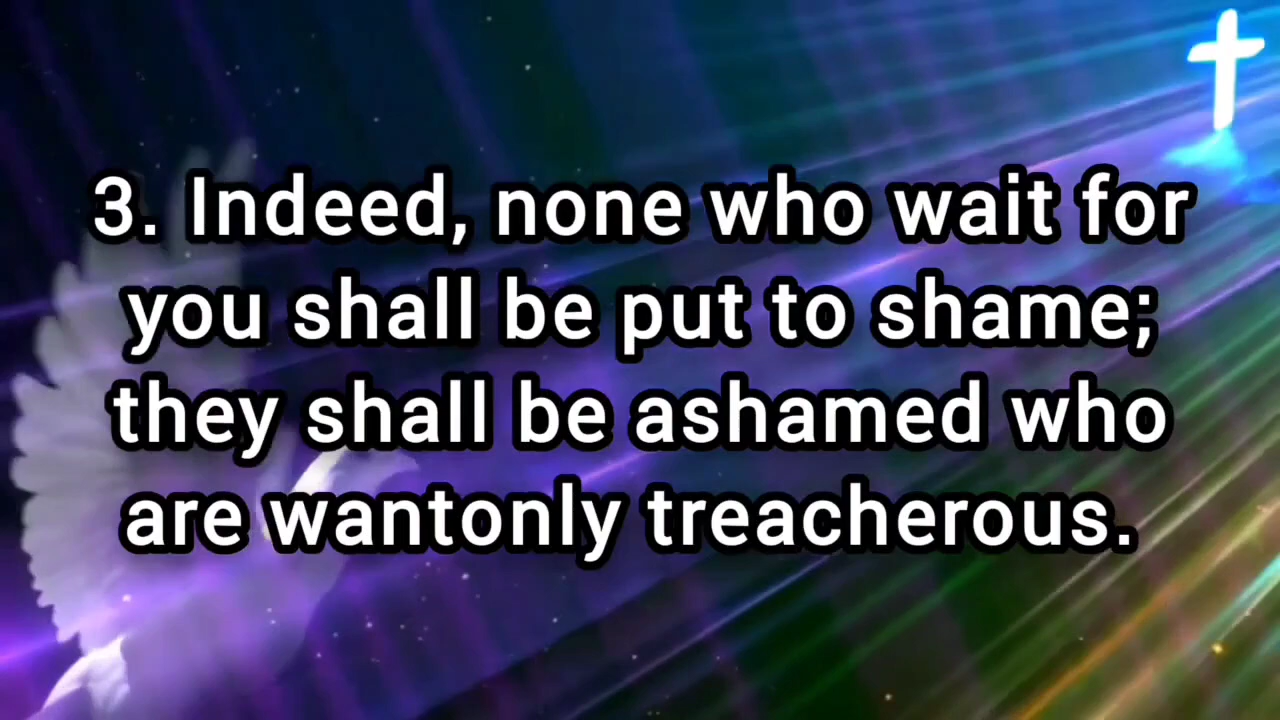 3. Indeed, none who wait for
you shall be put to shame;
they shall be ashamed who
are wantonly treacherous.